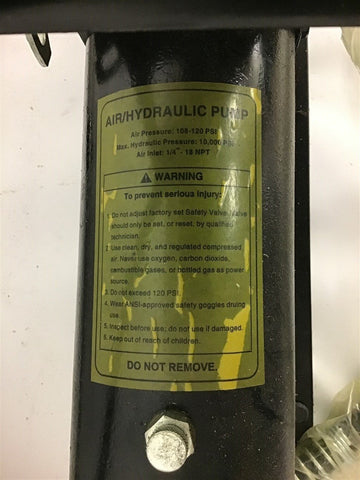 AIR/HYDRAULIC PUMP
Air Pressure: 108-120 PSI
Max. Hydraulic Pressure: 10,000 PSI
Air Inlet: 1/4"- 18 NPT
WARNING
To prevent serious injury:
1. Do not adjust factory set Safety Valve. Valve
should only be set, or reset, by qualified
technician.
2. Use clean, dry, and regulated compressed
air. Never use oxygen, carbon dioxide,
combustible gases, or bottled gas as power
source.
3. Do not exceed 120 PSI.
4. Wear ANSI-approved safety goggles druing
use.
5. Inspect before use; do not use if damaged.
6. Keep out of reach of children.
DO NOT REMOVE.